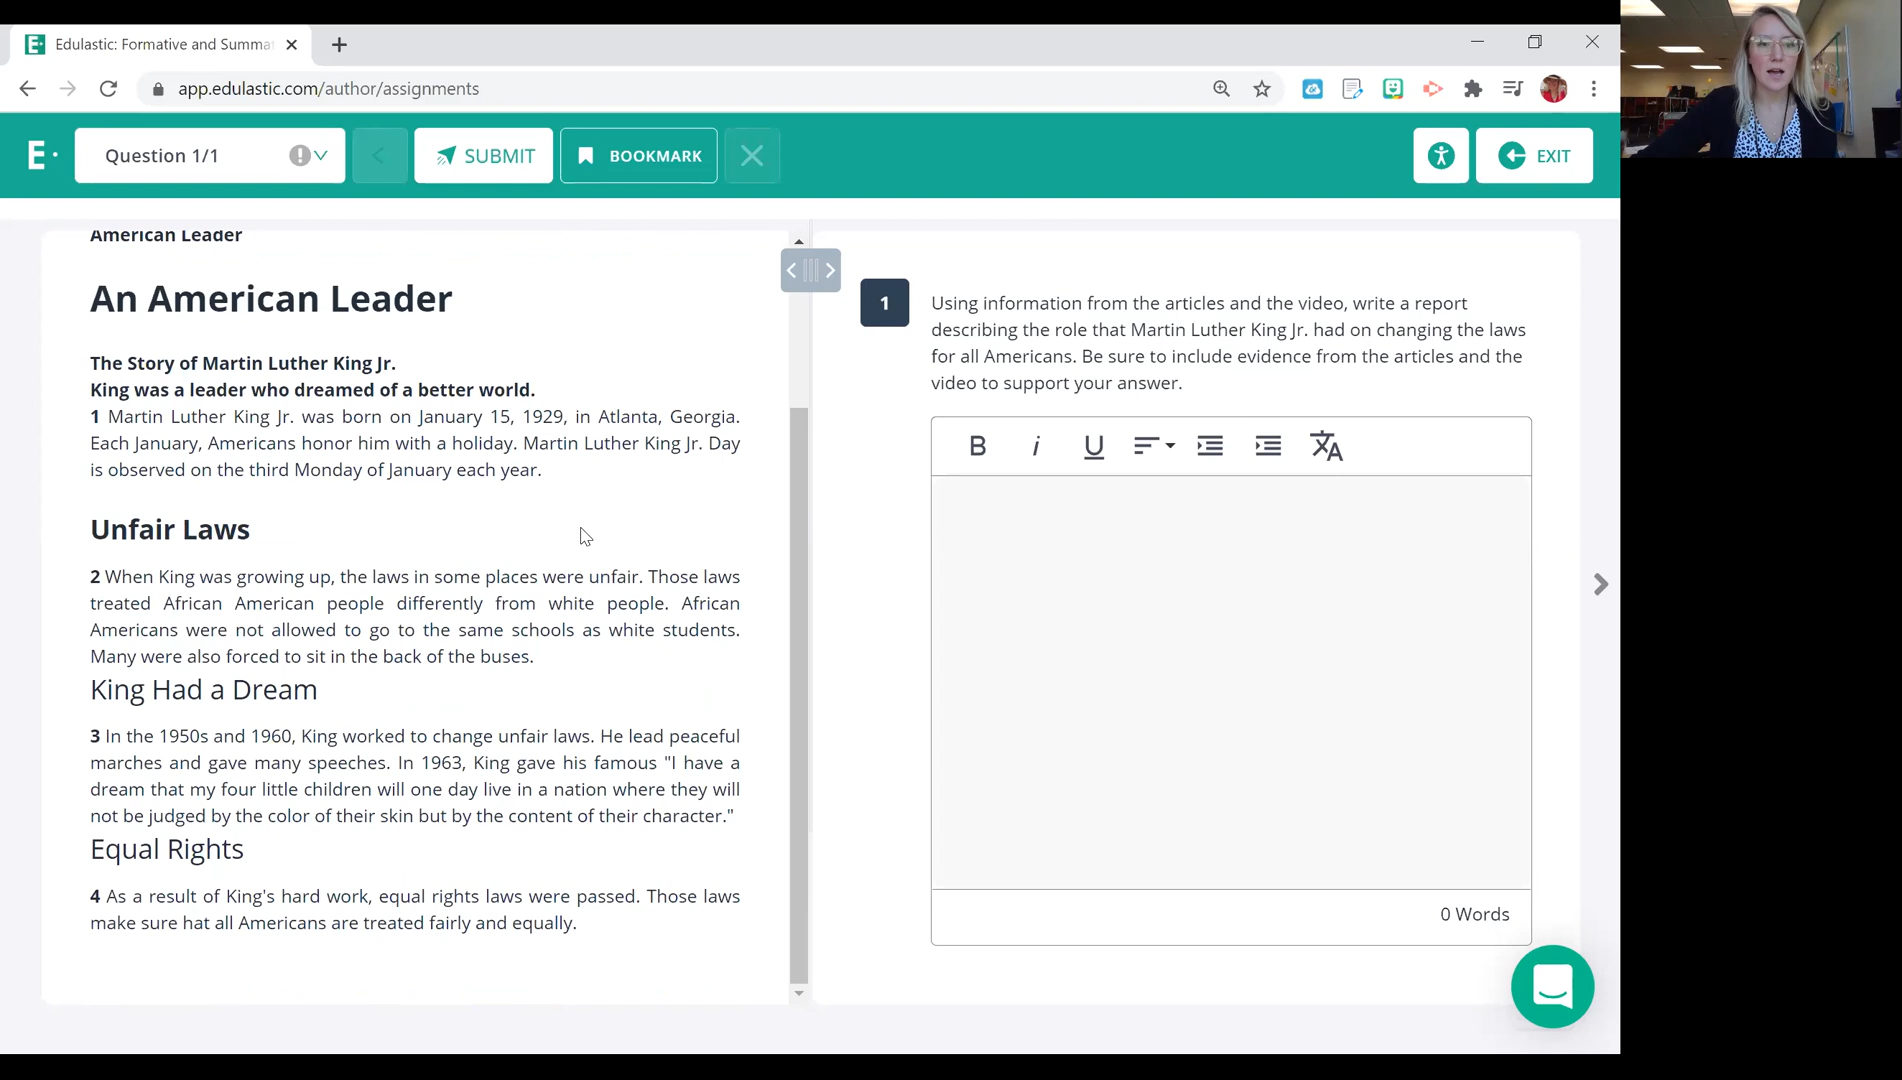 Edulastic: Formative and Summa
app.edulastic.com/author/assignments
E
Question 1/1
SUBMIT
BOOKMARK
EXIT
American Leader
An American Leader
The Story of Martin Luther King Jr.
King was a leader who dreamed of a better world.
1 Martin Luther King Jr. was born on January 15, 1929, in Atlanta, Georgia.
Each January, Americans honor him with a holiday. Martin Luther King Jr. Day
is observed on the third Monday of January each year.
Unfair Laws
2 When King was growing up, the laws in some places were unfair. Those laws
treated African American people differently from white people. African
Americans were not allowed to go to the same schools as white students.
Many were also forced to sit in the back of the buses.
King Had a Dream
3 In the 1950s and 1960, King worked to change unfair laws. He lead peaceful
marches and gave many speeches. In 1963, King gave his famous "I have a
dream that my four little children will one day live in a nation where they will
not be judged by the color of their skin but by the content of their character."
Equal Rights
4 As a result of King's hard work, equal rights laws were passed. Those laws
make sure hat all Americans are treated fairly and equally.
1
Using information from the articles and the video, write a report
describing the role that Martin Luther King Jr. had on changing the laws
for all Americans. Be sure to include evidence from the articles and the
video to support your answer.
B i U
0 Words